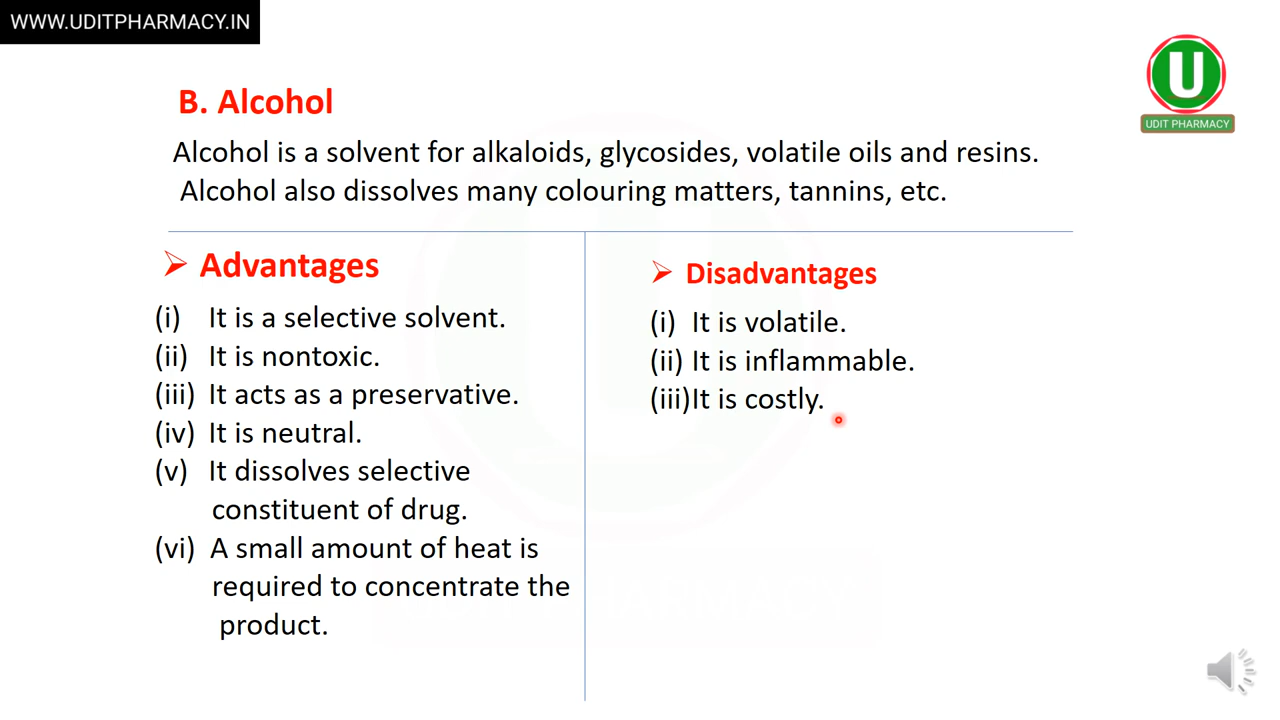 WWW.UDITPHARMACY.IN
U
UDIT PHARMACY
B. Alcohol
Alcohol is a solvent for alkaloids, glycosides, volatile oils and resins.
Alcohol also dissolves many colouring matters, tannins, etc.
➢ Advantages
(i) It is a selective solvent.
(ii) It is nontoxic.
(iii) It acts as a preservative.
(iv) It is neutral.
(v) It dissolves selective
constituent of drug.
(vi) A small amount of heat is
required to concentrate the
product.
➢ Disadvantages
(i) It is volatile.
(ii) It is inflammable.
(iii)It is costly.
PHARMACY